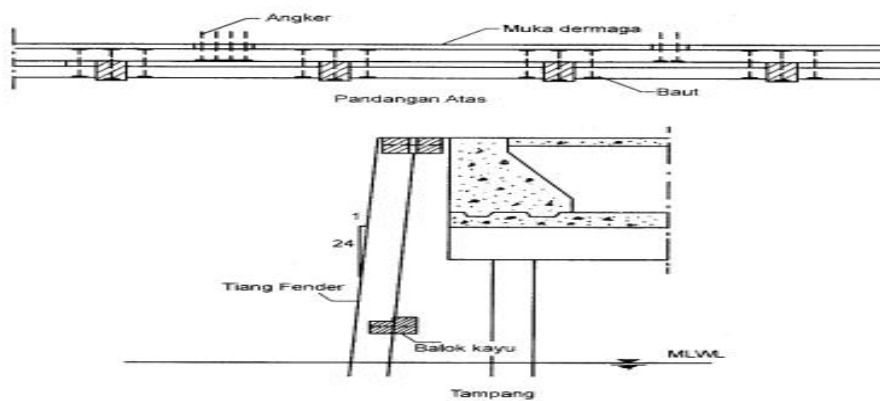 Angker
Muka dermaga
Baut
Pandangan Atas
1
24
Tiang Fender
Balok kayu
MLWL
Tampang